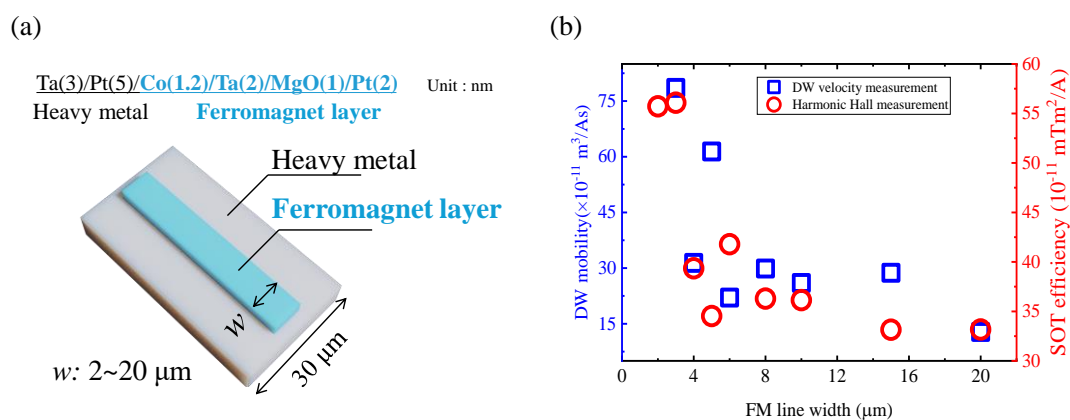 (a)
Ta(3)/Pt(5)/Co(1.2)/Ta(2)/MgO(1)/Pt(2) Unit : nm
Heavy metal Ferromagnet layer
Heavy metal
Ferromagnet layer
w
30 μm
w: 2~20 μm
(b)
DW velocity measurement
Harmonic Hall measurement
75
60
45
30
15
DW mobility(×10⁻¹¹ m³/As)
60
55
50
45
40
35
30
SOT efficiency (10⁻¹¹ mTm²/A)
0 4 8 12 16 20
FM line width (μm)